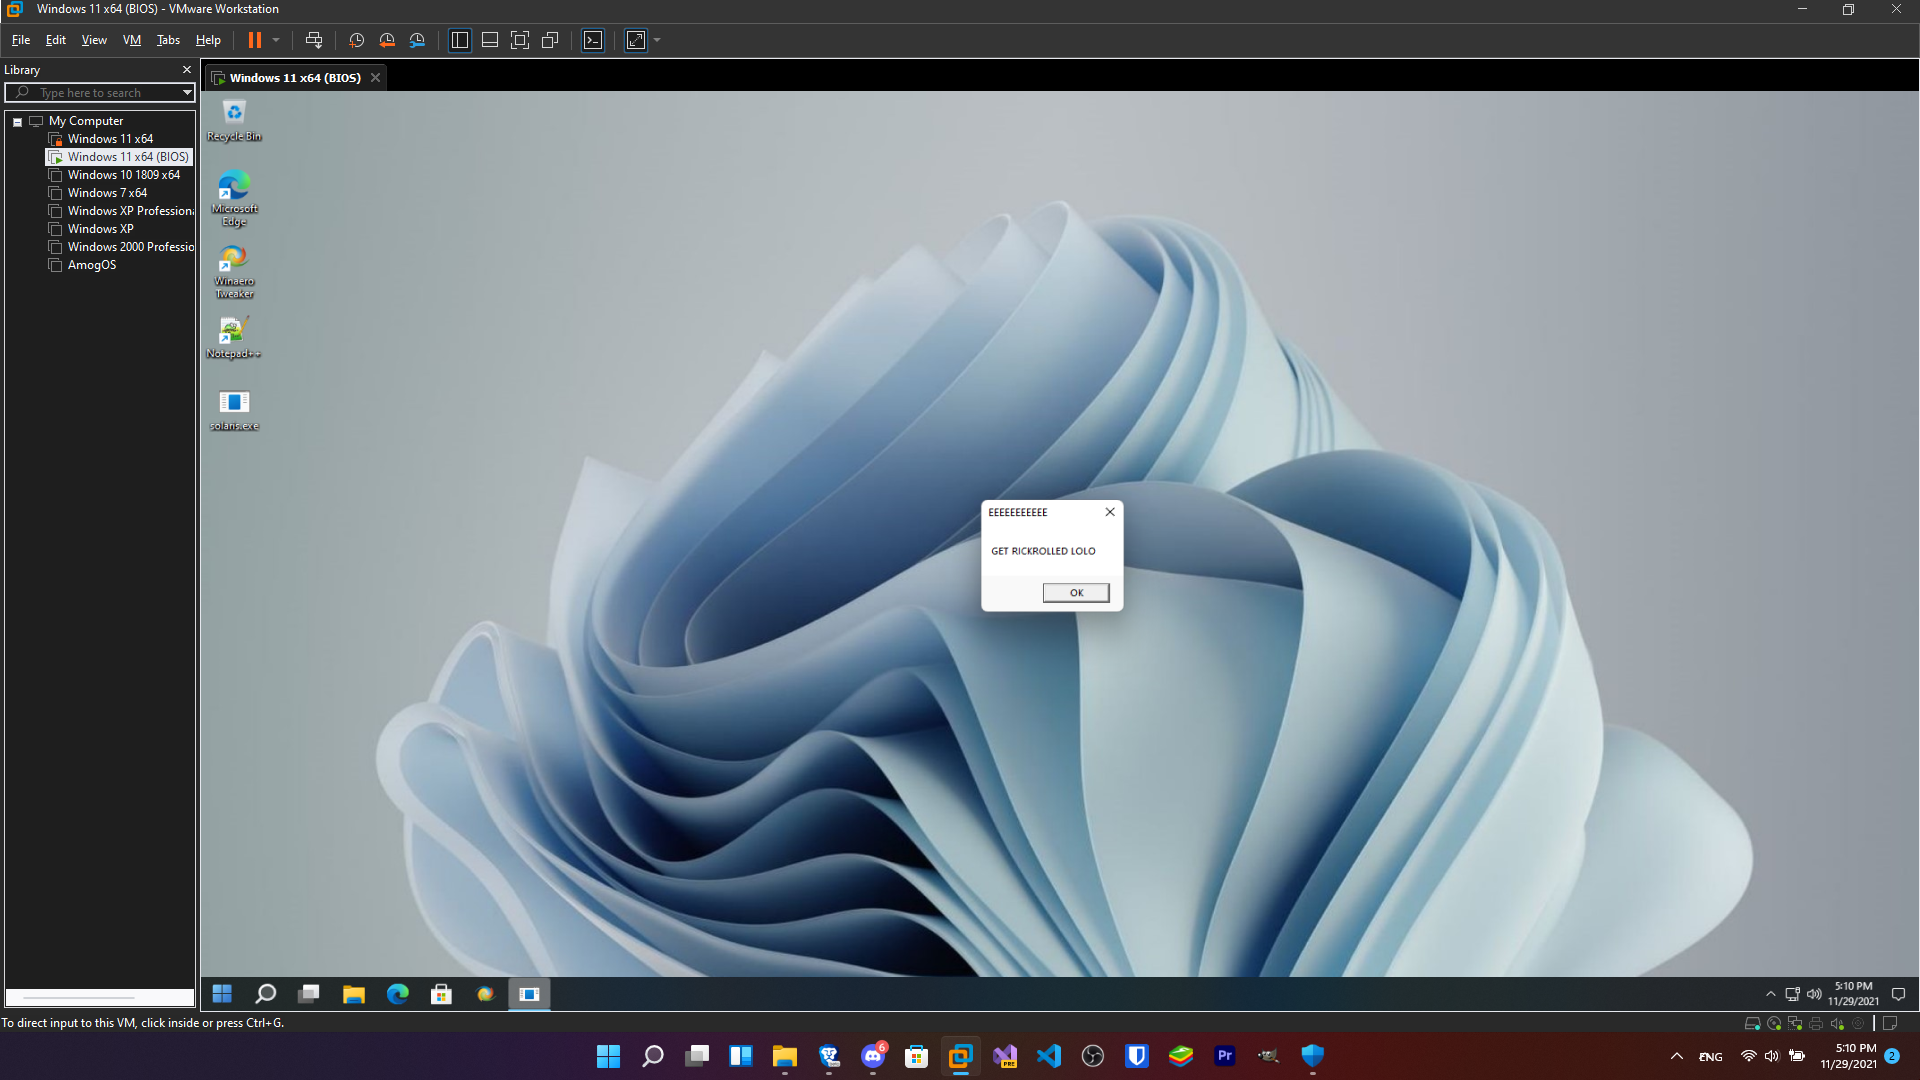 Windows 11 x64 (BIOS) - VMware Workstation
File Edit View VM Tabs Help
Library
Windows 11 x64 (BIOS)
Type here to search
My Computer
Windows 11 x64
Windows 11 x64 (BIOS)
Windows 10 1809 x64
Windows 7 x64
Windows XP Professiona
Windows XP
Windows 2000 Professio
AmogOS
Recycle Bin
Microsoft
Edge
Winaero
Tweaker
Notepad++
solaris.exe
EEEEEEEEEEE
GET RICKROLLED LOLO
OK
5:10 PM
11/29/2021
To direct input to this VM, click inside or press Ctrl+G.
6
PRE
Pr
ENG
5:10 PM
11/29/2021
2